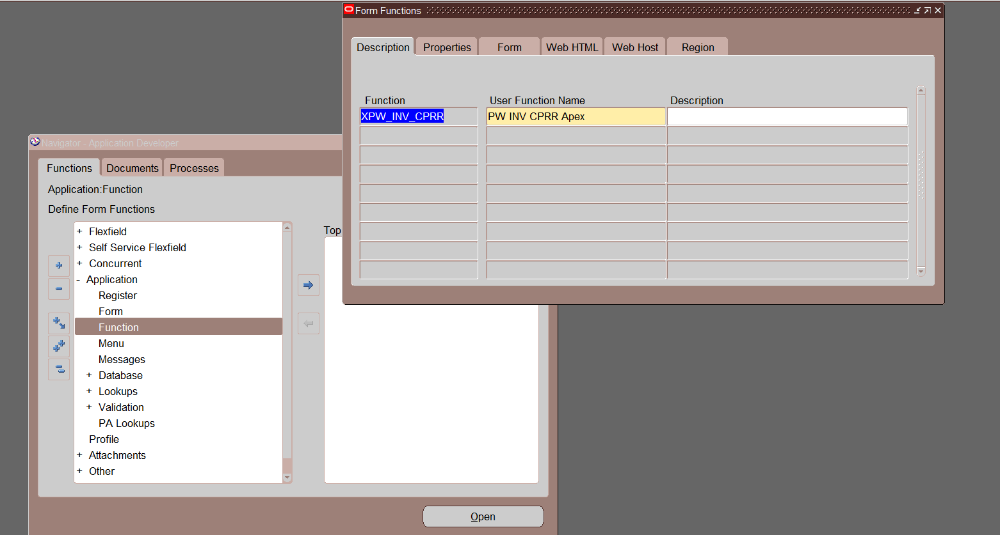 Form Functions
Description Properties Form Web HTML Web Host Region
Function User Function Name Description
XPW_INV_CPRR PW INV CPRR Apex
Navigator - Application Developer
Functions Documents Processes
Application:Function
Define Form Functions
Top
+ Flexfield
+ Self Service Flexfield
+ Concurrent
- Application
Register
Form
Function
Menu
Messages
+ Database
+ Lookups
+ Validation
PA Lookups
Profile
+ Attachments
+ Other
Open